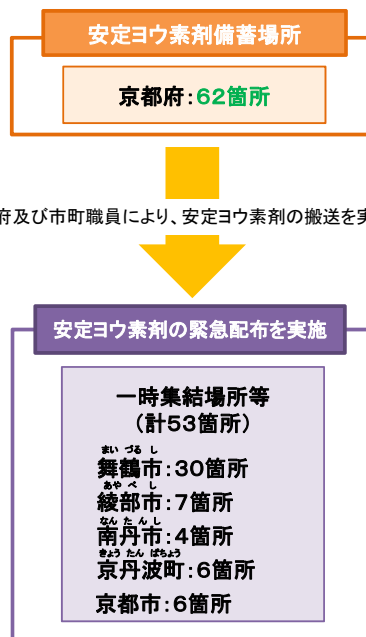 安定ヨウ素剤備蓄場所
京都府：62箇所
府及び市町職員により、安定ヨウ素剤の搬送を実
安定ヨウ素剤の緊急配布を実施
一時集結場所等
（計53箇所）
まい づる し
舞鶴市：30箇所
あや べ し
綾部市：7箇所
なん たん し
南丹市：4箇所
きょう たん ばちょう
京丹波町：6箇所
京都市：6箇所